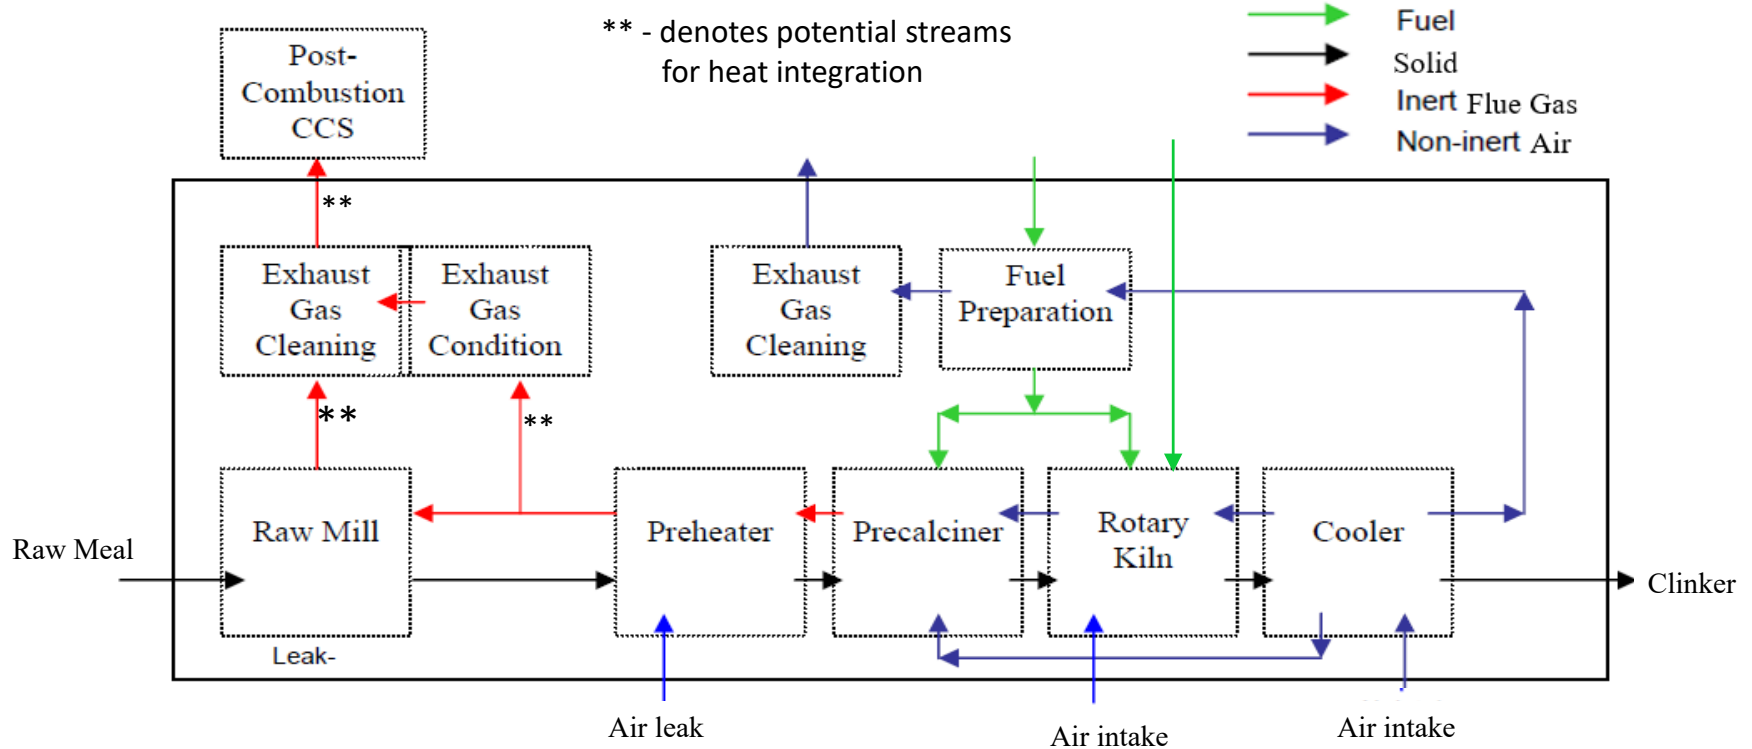 ** - denotes potential streams
for heat integration
Fuel
Solid
Inert Flue Gas
Non-inert Air
Post-
Combustion
CCS
**
Exhaust
Gas
Cleaning
Exhaust
Gas
Condition
Exhaust
Gas
Cleaning
Fuel
Preparation
**
**
Raw Meal
Raw Mill
Preheater
Precalciner
Rotary
Kiln
Cooler
Clinker
Leak-
Air leak
Air intake
Air intake